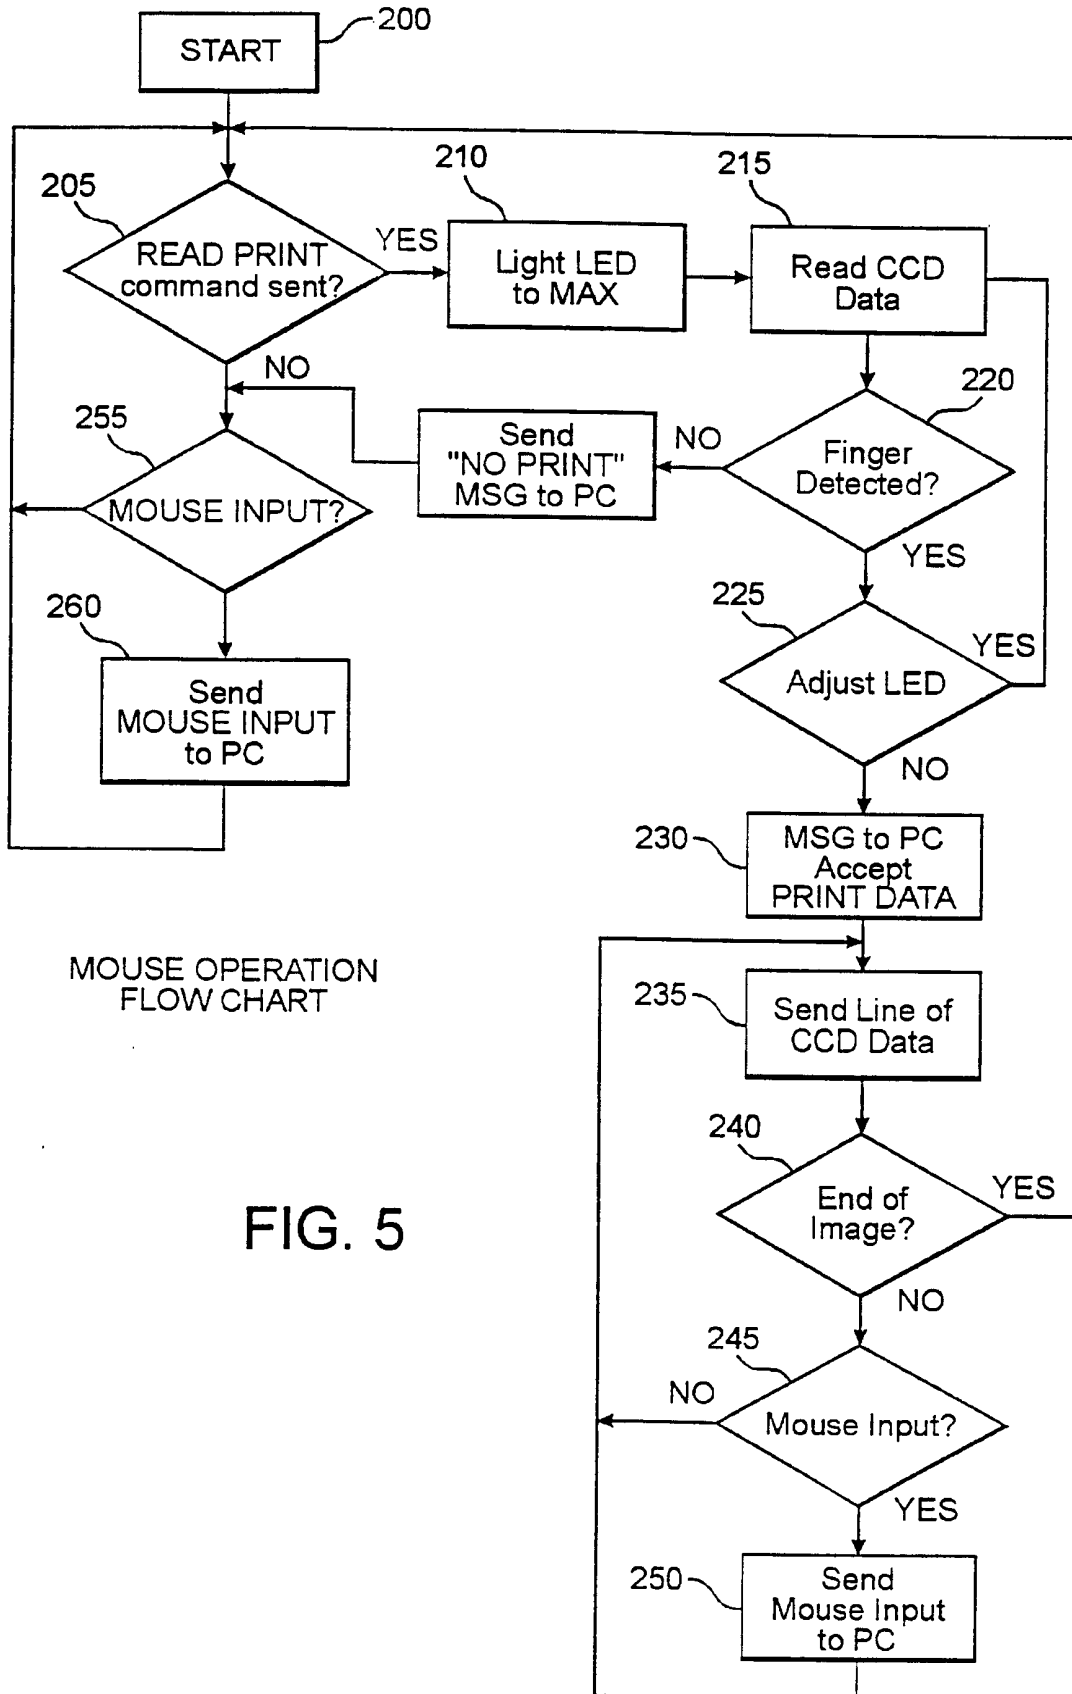 START
200
205
READ PRINT
command sent?
YES
210
Light LED
to MAX
215
Read CCD
Data
NO
255
MOUSE INPUT?
260
Send
MOUSE INPUT
to PC
Send
"NO PRINT"
MSG to PC
NO
220
Finger
Detected?
YES
225
Adjust LED
YES
NO
230
MSG to PC
Accept
PRINT DATA
235
Send Line of
CCD Data
240
End of
Image?
YES
NO
245
Mouse Input?
NO
YES
250
Send
Mouse Input
to PC
MOUSE OPERATION
FLOW CHART
FIG. 5